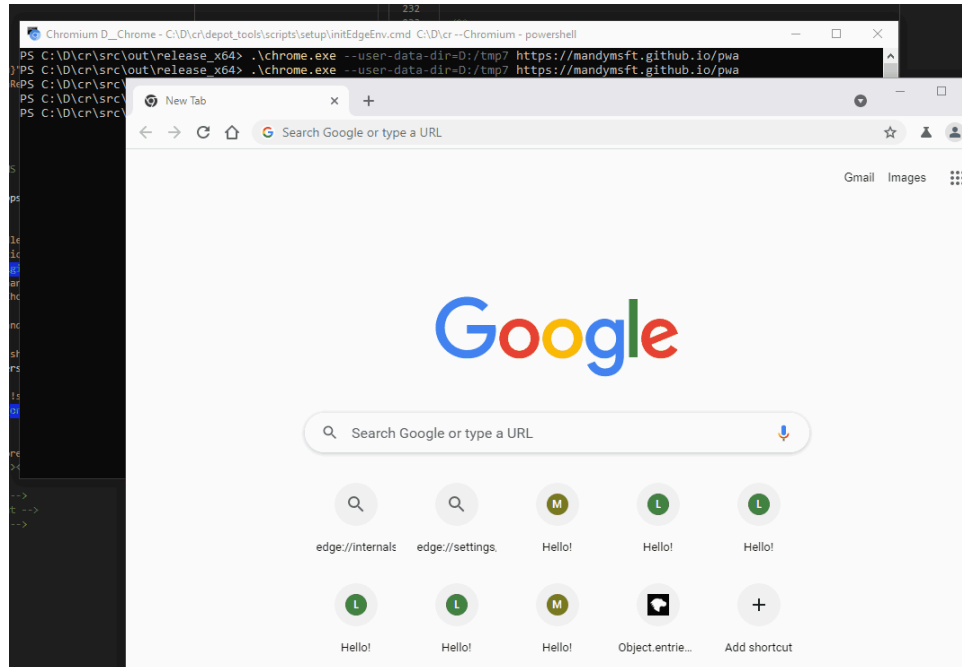 232
Chromium D__Chrome - C:\D\cr\depot_tools\scripts\setup\initEdgeEnv.cmd C:\D\cr --Chromium - powershell
PS C:\D\cr\src\out\release_x64> .\chrome.exe --user-data-dir=D:/tmp7 https://mandymsft.github.io/pwa
PS C:\D\cr\src\out\release_x64> .\chrome.exe --user-data-dir=D:/tmp7 https://mandymsft.github.io/pwa
PS C:\D\cr\src\
PS C:\D\cr\src\
PS C:\D\cr\src\
New Tab
Search Google or type a URL
Gmail Images
Google
Search Google or type a URL
M L L
edge://internals edge://settings, Hello! Hello! Hello!
L L M
Hello! Hello! Hello! Object.entrie... Add shortcut